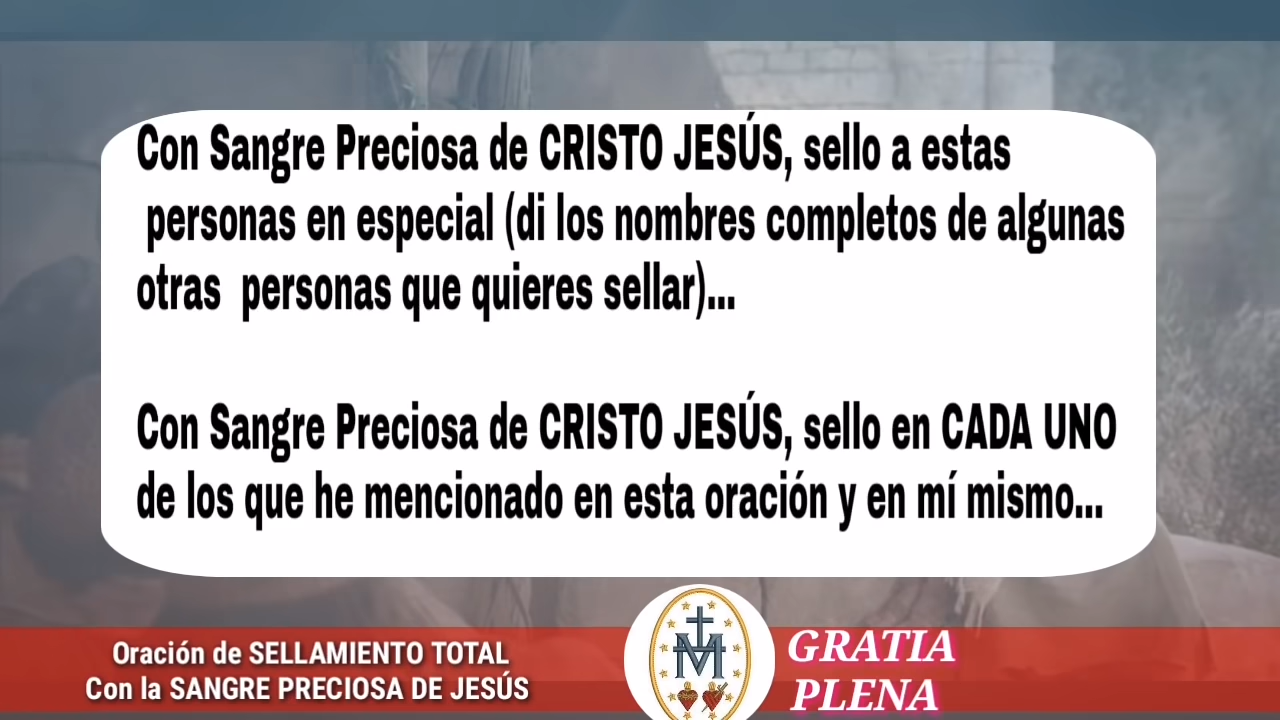 Con Sangre Preciosa de CRISTO JESÚS, sello a estas
personas en especial (di los nombres completos de algunas
otras personas que quieres sellar)...
Con Sangre Preciosa de CRISTO JESÚS, sello en CADA UNO
de los que he mencionado en esta oración y en mí mismo...
Oración de SELLAMIENTO TOTAL
Con la SANGRE PRECIOSA DE JESÚS
GRATIA
PLENA